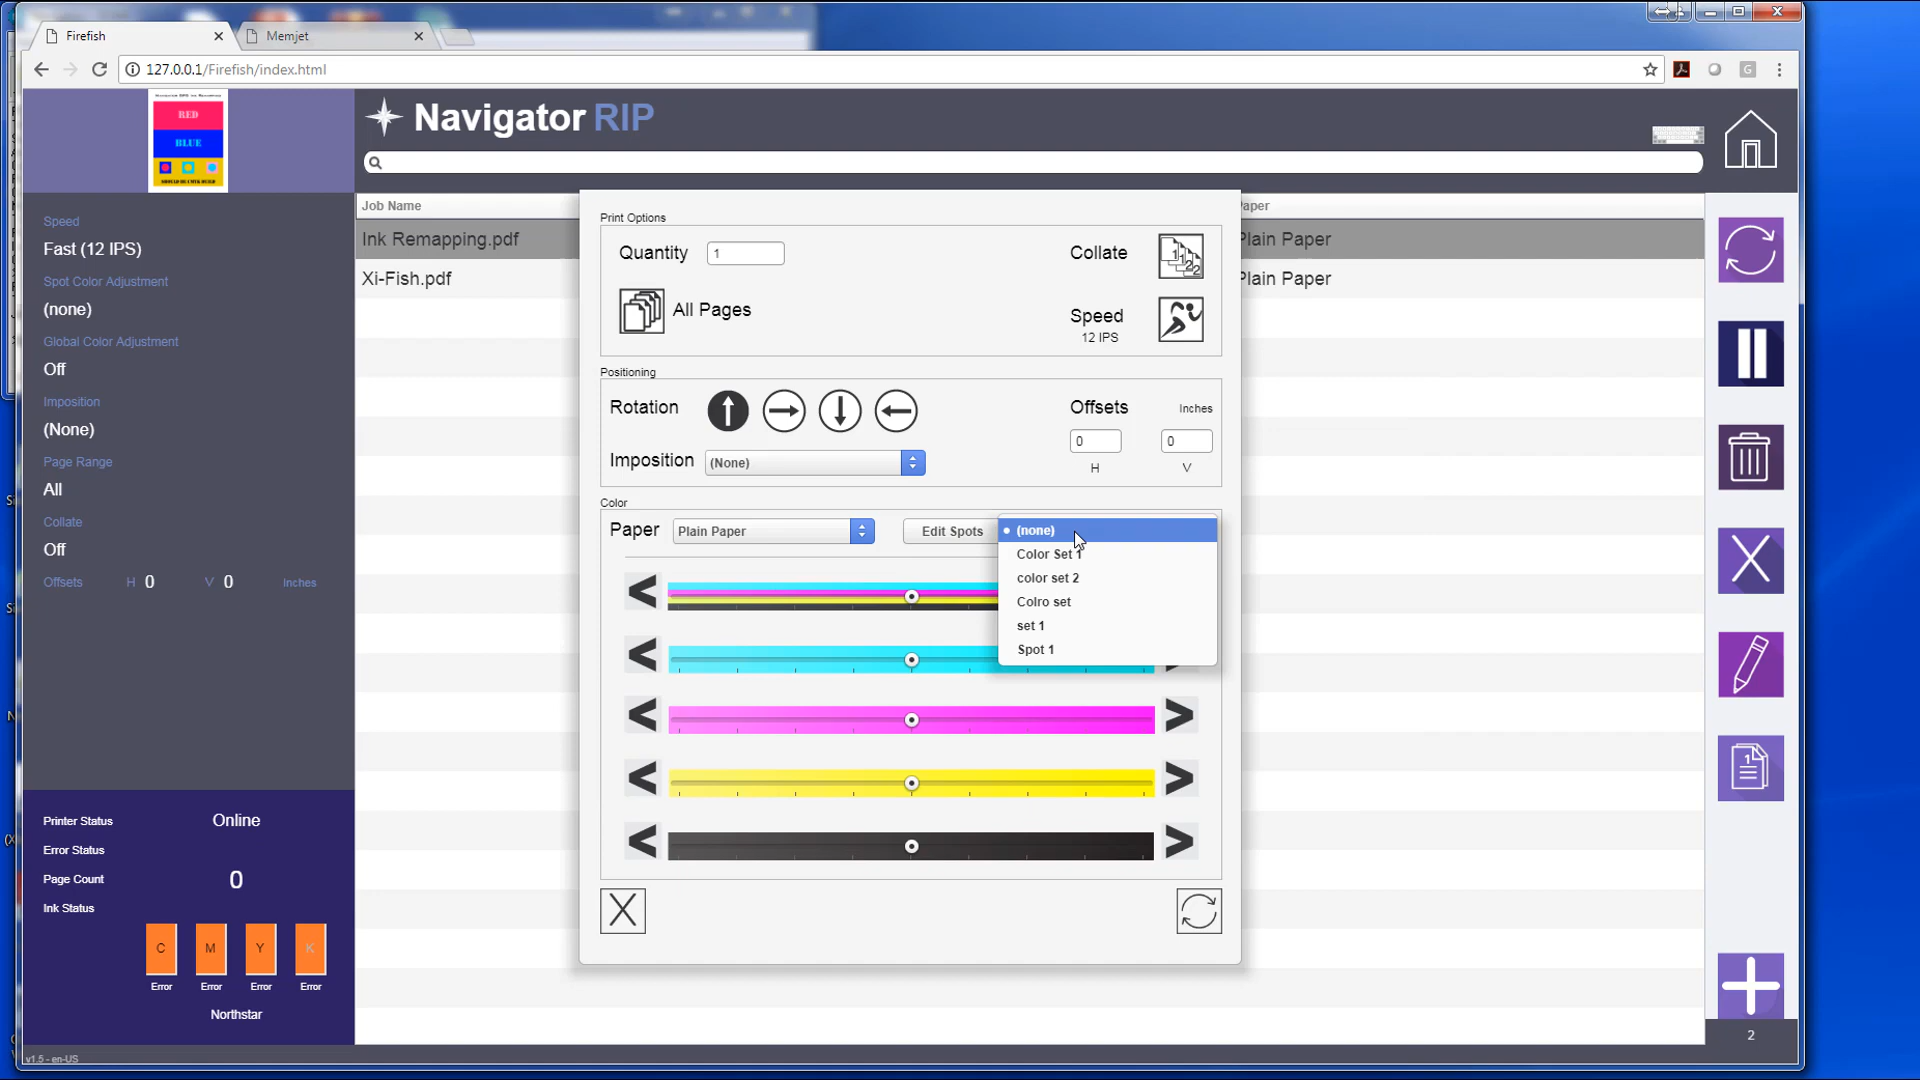 Firefish
Memjet
127.0.0.1/Firefish/index.html
G
RED
BLUE
Navigator RIP
Speed
Fast (12 IPS)
Spot Color Adjustment
(none)
Global Color Adjustment
Off
Imposition
(None)
Page Range
All
Collate
Off
Offsets H 0 V 0 Inches
Printer Status Online
Error Status
Page Count 0
Ink Status
C M Y K
Error Error Error Error
Northstar
v1.5 - en-US
Job Name
Ink Remapping.pdf
Xi-Fish.pdf
Paper
Plain Paper
Plain Paper
Print Options
Quantity 1
Collate
All Pages
Speed
12 IPS
Positioning
Rotation
Offsets Inches
0 0
H V
Imposition (None)
Color
Paper Plain Paper
Edit Spots
(none)
Color Set 1
color set 2
Colro set
set 1
Spot 1
2